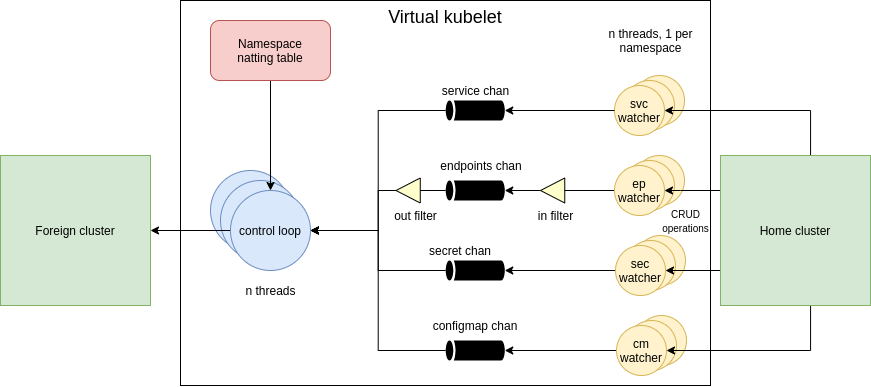 Virtual kubelet
Namespace
natting table
n threads, 1 per
namespace
service chan
svc
watcher
endpoints chan
ep
watcher
out filter
in filter
CRUD
operations
Foreign cluster
control loop
Home cluster
secret chan
sec
watcher
n threads
configmap chan
cm
watcher